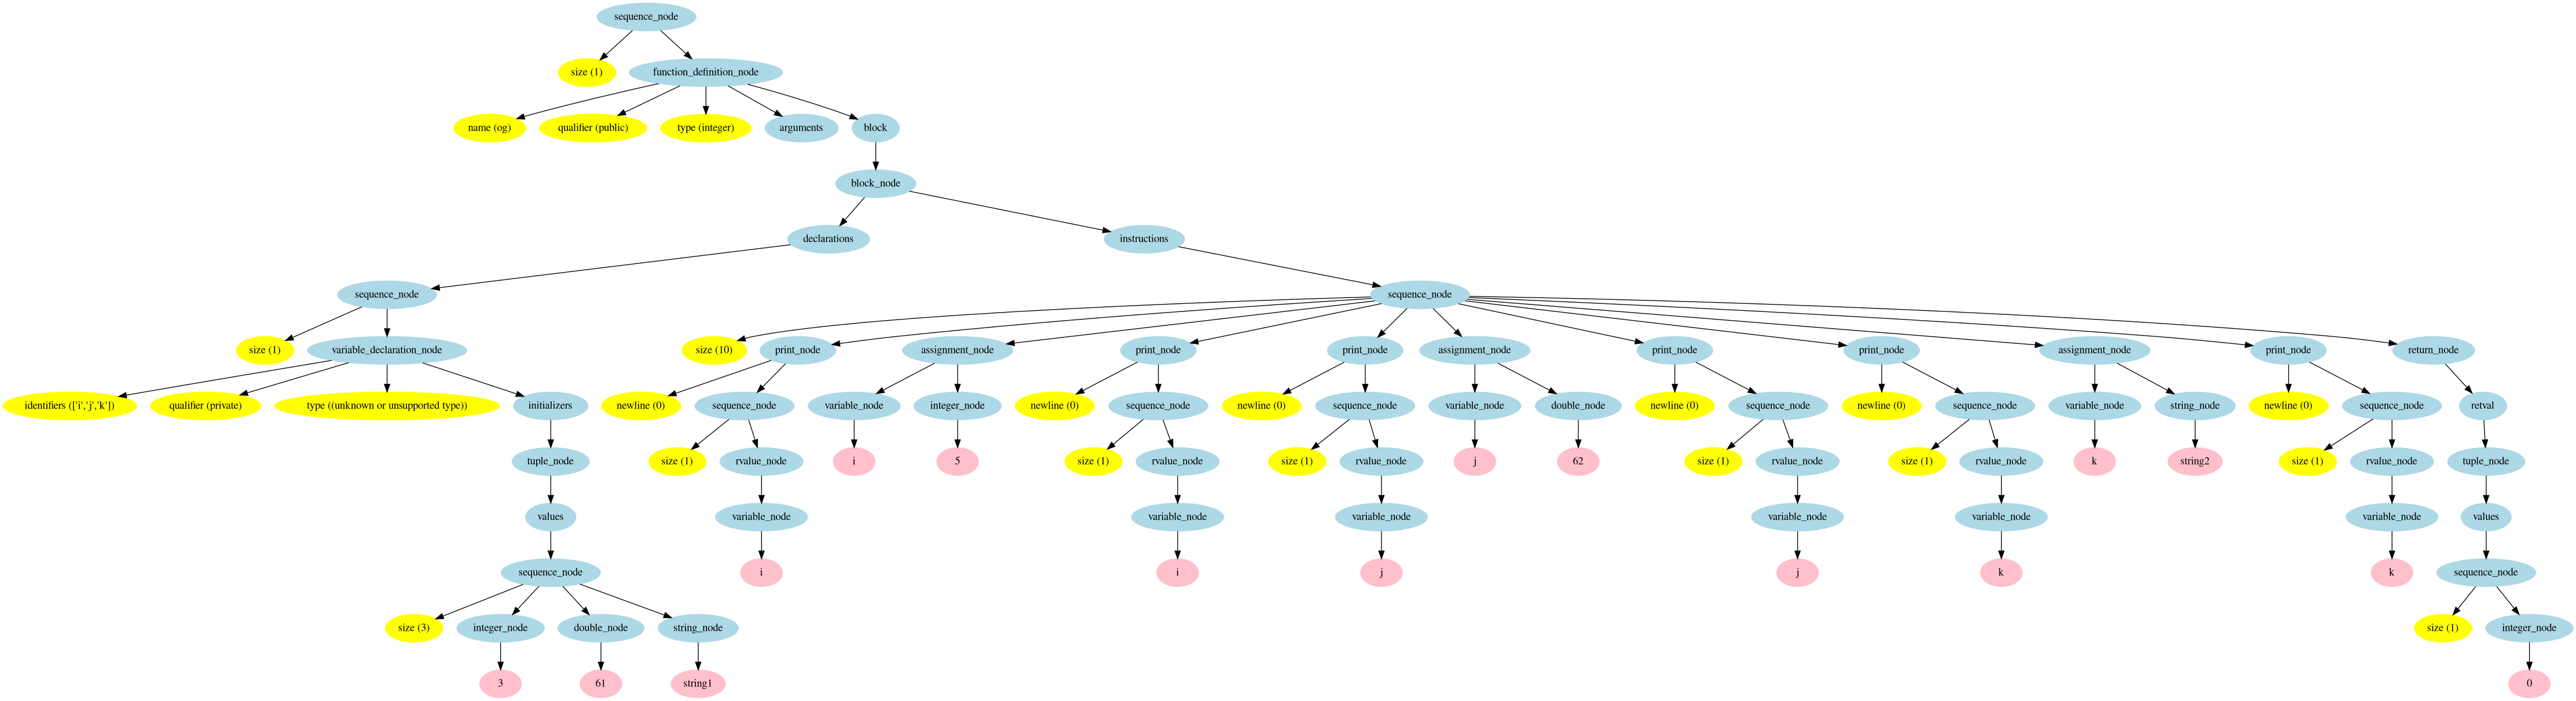 sequence_node
size (1)
function_definition_node
name (og)
qualifier (public)
type (integer)
arguments
block
block_node
declarations
instructions
sequence_node
sequence_node
size (1)
variable_declaration_node
size (10)
print_node
assignment_node
print_node
print_node
assignment_node
print_node
print_node
assignment_node
print_node
return_node
identifiers (['i','j','k'])
qualifier (private)
type ((unknown or unsupported type))
initializers
newline (0)
sequence_node
variable_node
integer_node
newline (0)
sequence_node
newline (0)
sequence_node
variable_node
double_node
newline (0)
sequence_node
newline (0)
sequence_node
variable_node
string_node
newline (0)
sequence_node
retval
tuple_node
size (1)
rvalue_node
i
5
size (1)
rvalue_node
size (1)
rvalue_node
j
62
size (1)
rvalue_node
size (1)
rvalue_node
k
string2
size (1)
rvalue_node
tuple_node
values
variable_node
variable_node
variable_node
variable_node
variable_node
variable_node
values
sequence_node
i
i
j
j
k
k
sequence_node
size (3)
integer_node
double_node
string_node
size (1)
integer_node
3
61
string1
0